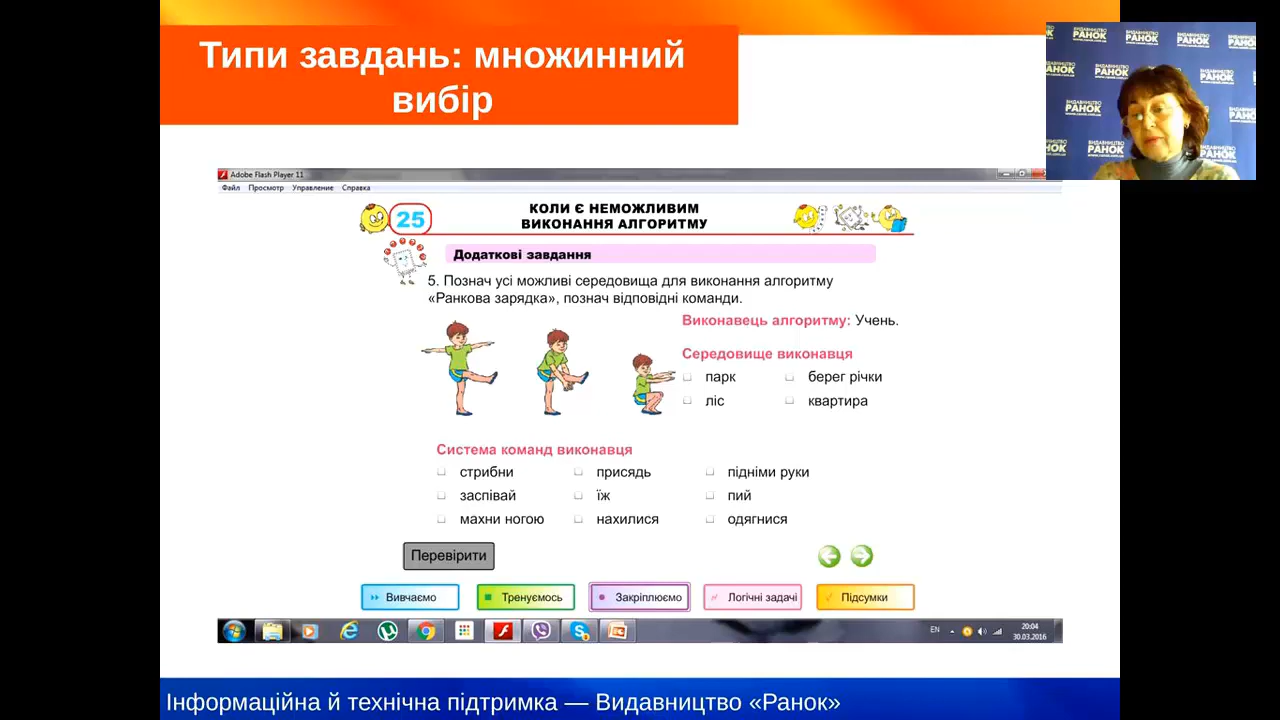 Типи завдань: множинний
вибір
ВИДАВНИЦТВО
РАНОК
Adobe Flash Player 11
Файл Просмотр Управление Справка
25
КОЛИ Є НЕМОЖЛИВИМ
ВИКОНАННЯ АЛГОРИТМУ
Додаткові завдання
5. Познач усі можливі середовища для виконання алгоритму
«Ранкова зарядка», познач відповідні команди.
Виконавець алгоритму: Учень.
Середовище виконавця
парк берег річки
ліс квартира
Система команд виконавця
стрибни присядь підніми руки
заспівай їж пий
махни ногою нахилися одягнися
Перевірити
Вивчаємо Тренуємось Закріплюємо Логічні задачі Підсумки
EN 20:04
30.03.2016
Інформаційна й технічна підтримка — Видавництво «Ранок»